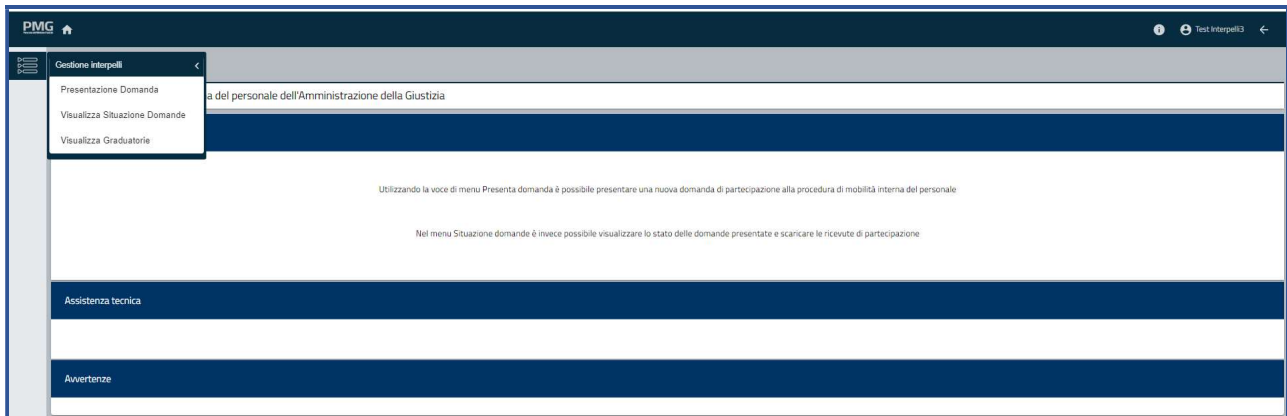 PMG
Test Interpelli3
Gestione interpelli
Presentazione Domanda
Visualizza Situazione Domande
Visualizza Graduatorie
a del personale dell'Amministrazione della Giustizia
Utilizzando la voce di menu Presenta domanda è possibile presentare una nuova domanda di partecipazione alla procedura di mobilità interna del personale
Nel menu Situazione domande è invece possibile visualizzare lo stato delle domande presentate e scaricare le ricevute di partecipazione
Assistenza tecnica
Avvertenze